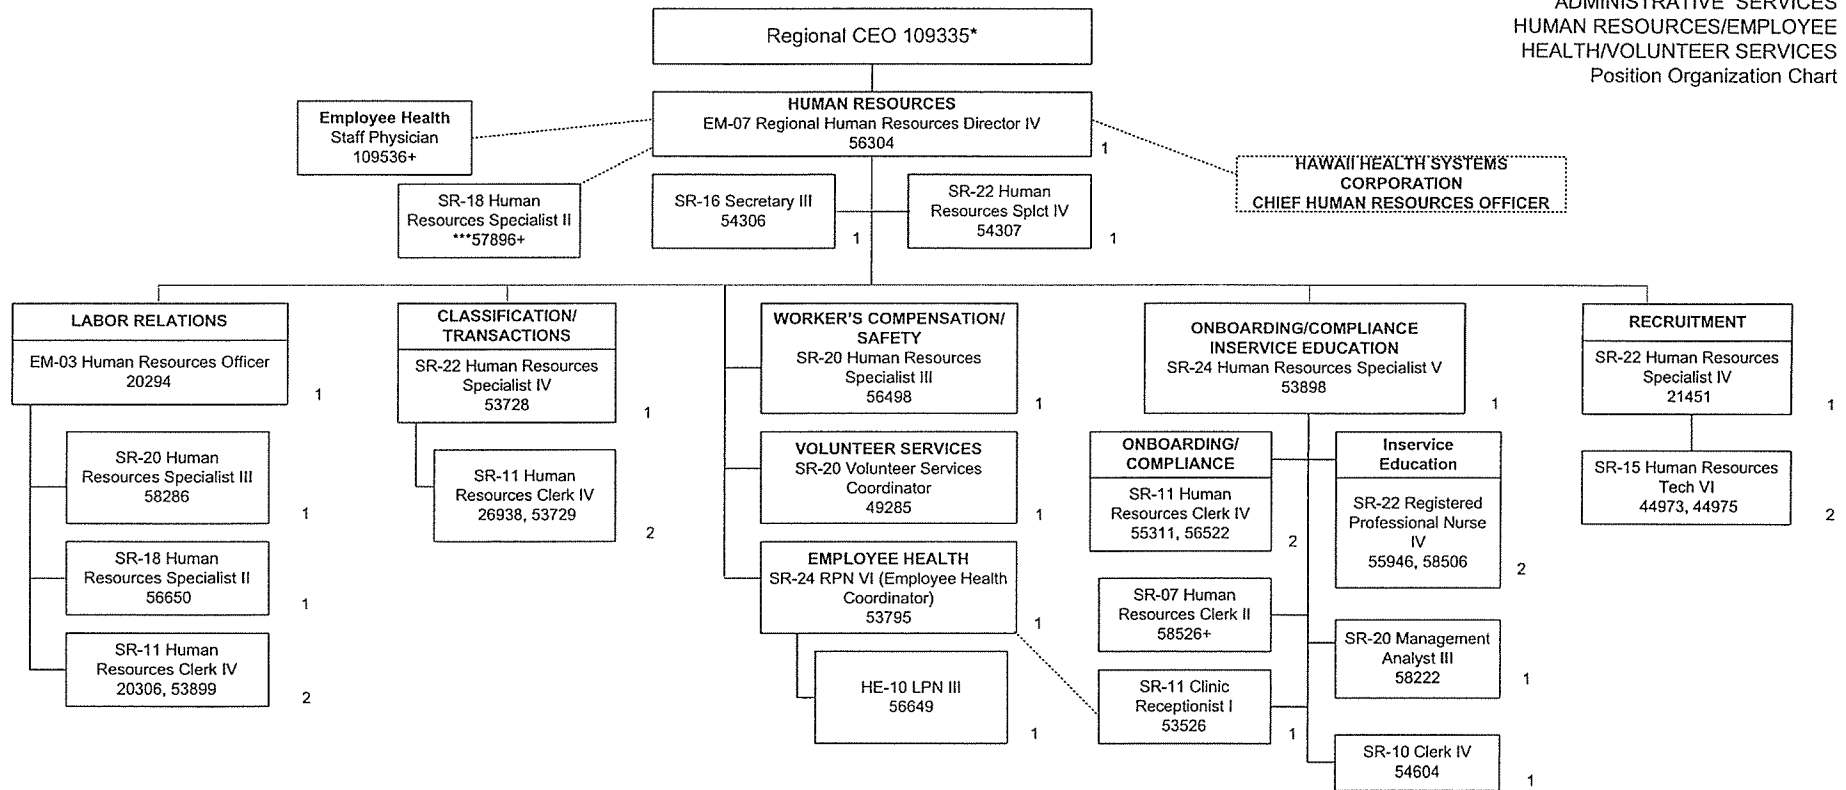 ADMINISTRATIVE SERVICES
HUMAN RESOURCES/EMPLOYEE
HEALTH/VOLUNTEER SERVICES
Position Organization Chart
Regional CEO 109335*
HUMAN RESOURCES
EM-07 Regional Human Resources Director IV
56304
1
Employee Health
Staff Physician
109536+
HAWAII HEALTH SYSTEMS
CORPORATION
CHIEF HUMAN RESOURCES OFFICER
SR-18 Human
Resources Specialist II
***57896+
SR-16 Secretary III
54306
1
SR-22 Human
Resources Splct IV
54307
1
LABOR RELATIONS
EM-03 Human Resources Officer
20294
1
SR-20 Human
Resources Specialist III
58286
1
SR-18 Human
Resources Specialist II
56650
1
SR-11 Human
Resources Clerk IV
20306, 53899
2
CLASSIFICATION/
TRANSACTIONS
SR-22 Human Resources
Specialist IV
53728
1
SR-11 Human
Resources Clerk IV
26938, 53729
2
WORKER'S COMPENSATION/
SAFETY
SR-20 Human Resources
Specialist III
56498
1
VOLUNTEER SERVICES
SR-20 Volunteer Services
Coordinator
49285
1
EMPLOYEE HEALTH
SR-24 RPN VI (Employee Health
Coordinator)
53795
1
HE-10 LPN III
56649
1
ONBOARDING/COMPLIANCE
INSERVICE EDUCATION
SR-24 Human Resources Specialist V
53898
1
ONBOARDING/
COMPLIANCE
SR-11 Human
Resources Clerk IV
55311, 56522
2
Inservice
Education
SR-22 Registered
Professional Nurse
IV
55946, 58506
2
SR-07 Human
Resources Clerk II
58526+
SR-20 Management
Analyst III
58222
1
SR-11 Clinic
Receptionist I
53526
1
SR-10 Clerk IV
54604
1
RECRUITMENT
SR-22 Human Resources
Specialist IV
21451
1
SR-15 Human Resources
Tech VI
44973, 44975
2